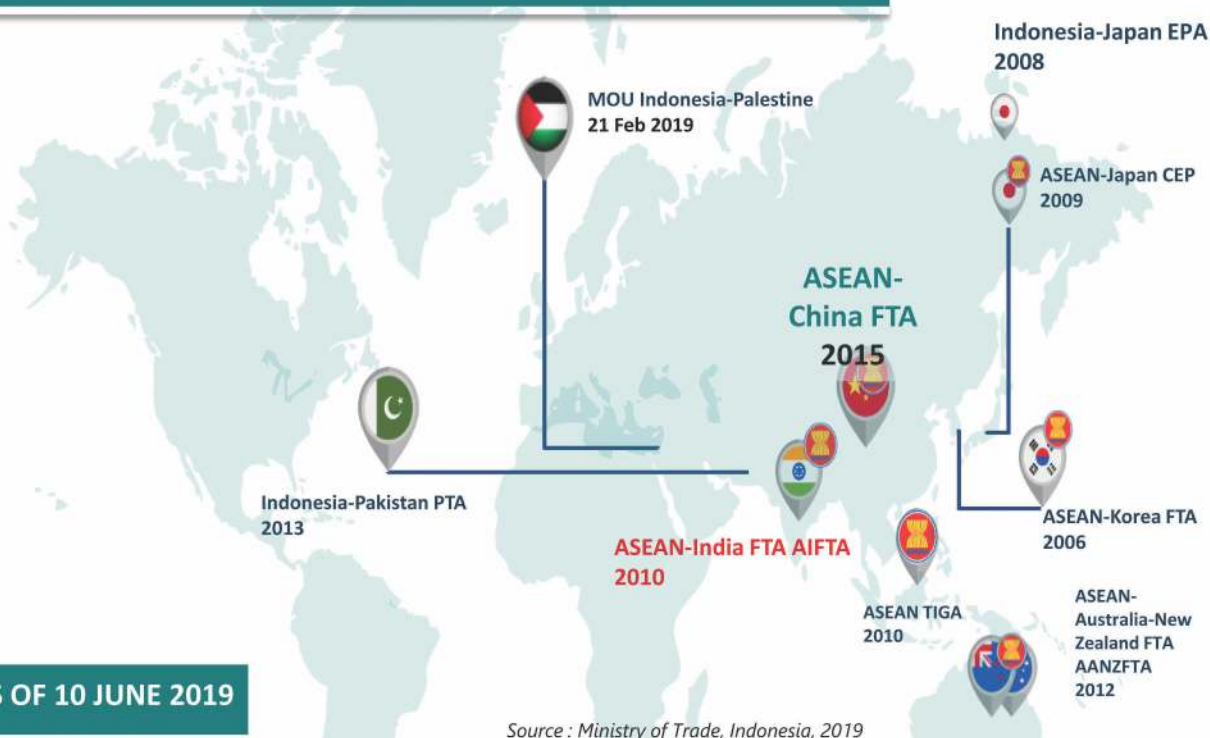 Indonesia-Japan EPA
2008
MOU Indonesia-Palestine
21 Feb 2019
ASEAN-Japan CEP
2009
ASEAN-
China FTA
2015
Indonesia-Pakistan PTA
2013
ASEAN-Korea FTA
2006
ASEAN-India FTA AIFTA
2010
ASEAN TIGA
2010
ASEAN-
Australia-New
Zealand FTA
AANZFTA
2012
OF 10 JUNE 2019
Source : Ministry of Trade, Indonesia, 2019